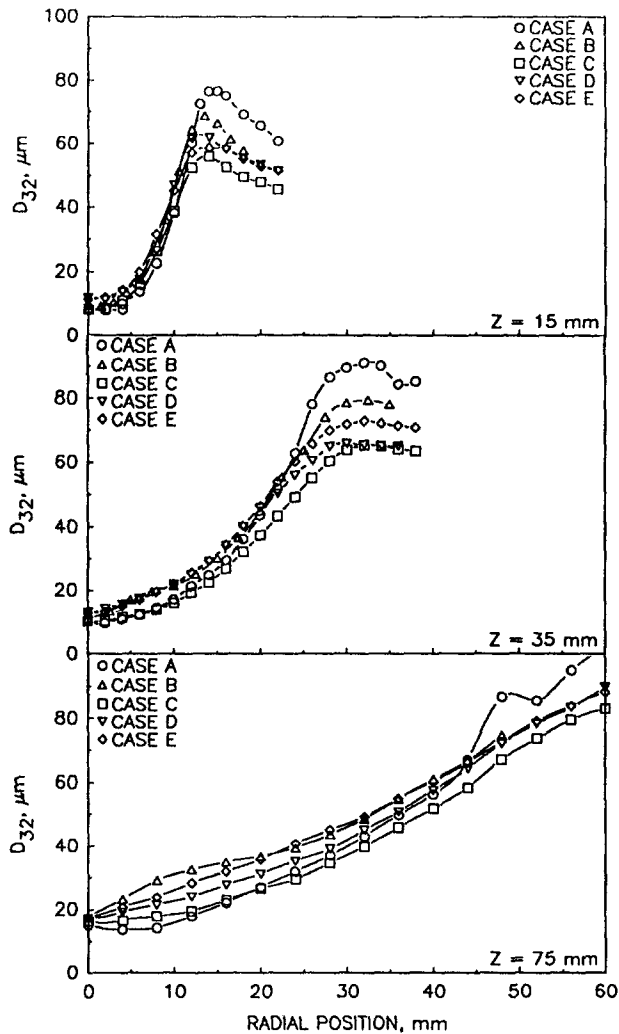 100
80
60
40
20
0
D32, μm
CASE A
CASE B
CASE C
CASE D
CASE E
Z = 15 mm
80
60
40
20
0
D32, μm
CASE A
CASE B
CASE C
CASE D
CASE E
Z = 35 mm
80
60
40
20
0
D32, μm
CASE A
CASE B
CASE C
CASE D
CASE E
Z = 75 mm
0 10 20 30 40 50 60
RADIAL POSITION, mm